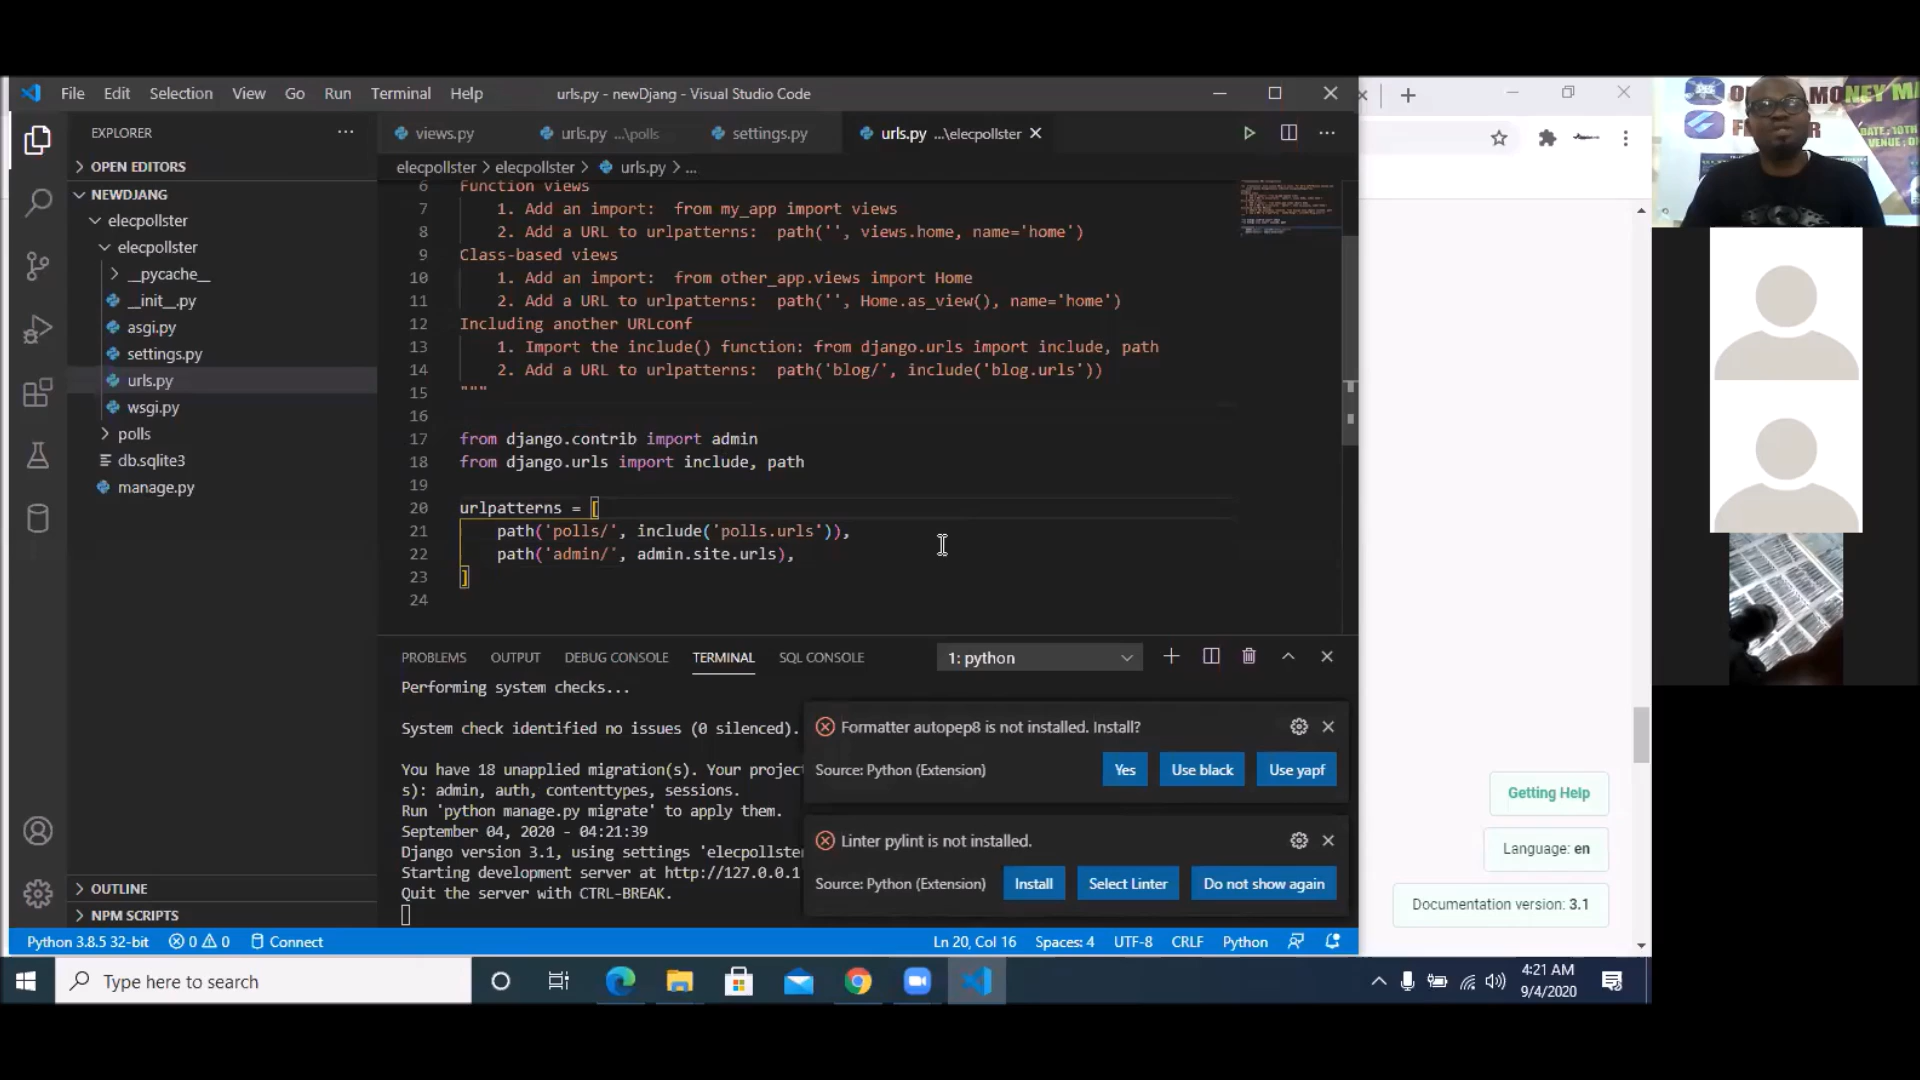 File Edit Selection View Go Run Terminal Help
urls.py - newDjang - Visual Studio Code
EXPLORER
OPEN EDITORS
NEWDJANG
elecpollster
elecpollster
__pycache__
__init__.py
asgi.py
settings.py
urls.py
wsgi.py
polls
db.sqlite3
manage.py
OUTLINE
NPM SCRIPTS
views.py
urls.py ...\polls
settings.py
urls.py ...\elecpollster
elecpollster > elecpollster > urls.py > ...
6 Function views
7 1. Add an import: from my_app import views
8 2. Add a URL to urlpatterns: path('', views.home, name='home')
9 Class-based views
10 1. Add an import: from other_app.views import Home
11 2. Add a URL to urlpatterns: path('', Home.as_view(), name='home')
12 Including another URLconf
13 1. Import the include() function: from django.urls import include, path
14 2. Add a URL to urlpatterns: path('blog/', include('blog.urls'))
15 """
16
17 from django.contrib import admin
18 from django.urls import include, path
19
20 urlpatterns = [
21 path('polls/', include('polls.urls')),
22 path('admin/', admin.site.urls),
23 ]
24
PROBLEMS OUTPUT DEBUG CONSOLE TERMINAL SQL CONSOLE
1: python
Performing system checks...
System check identified no issues (0 silenced).
You have 18 unapplied migration(s). Your project
s): admin, auth, contenttypes, sessions.
Run 'python manage.py migrate' to apply them.
September 04, 2020 - 04:21:39
Django version 3.1, using settings 'elecpollster
Starting development server at http://127.0.0.1
Quit the server with CTRL-BREAK.
Formatter autopep8 is not installed. Install?
Source: Python (Extension)
Yes
Use black
Use yapf
Linter pylint is not installed.
Source: Python (Extension)
Install
Select Linter
Do not show again
Python 3.8.5 32-bit
0
0
Connect
Ln 20, Col 16
Spaces: 4
UTF-8
CRLF
Python
Getting Help
Language: en
Documentation version: 3.1
Type here to search
4:21 AM
9/4/2020